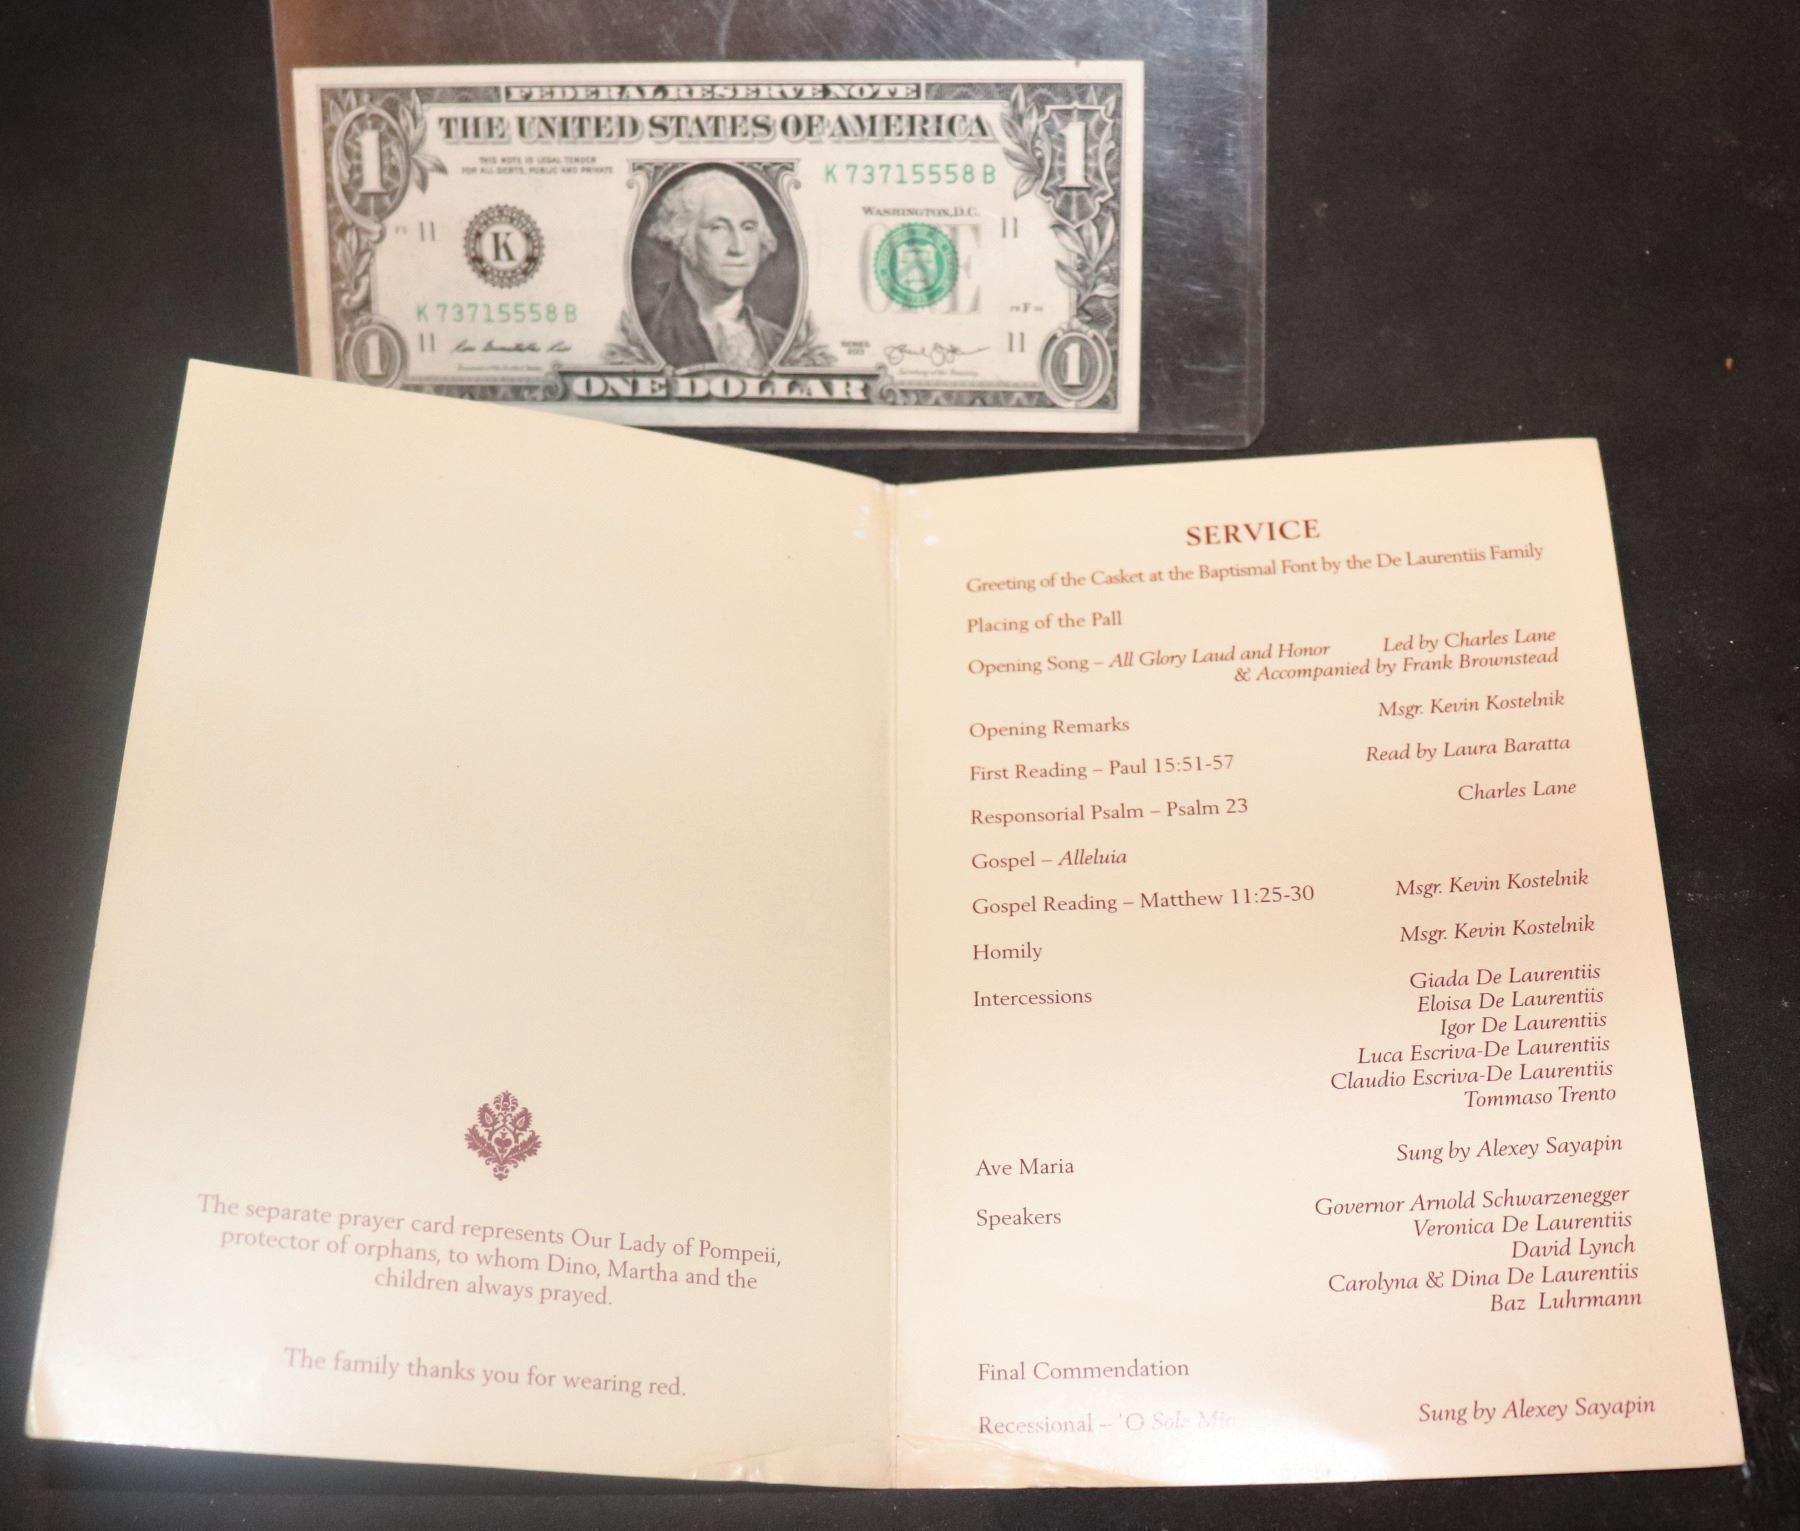 FEDERAL RESERVE NOTE
THE UNITED STATES OF AMERICA
1
1
THIS NOTE IS LEGAL TENDER
FOR ALL DEBTS, PUBLIC AND PRIVATE
K 73715558 B
WASHINGTON, D.C.
11
K
11
ONE
K 73715558 B
11
SERIES
2013
11
1
1
ONE DOLLAR
The separate prayer card represents Our Lady of Pompeii,
protector of orphans, to whom Dino, Martha and the
children always prayed.
The family thanks you for wearing red.
SERVICE
Greeting of the Casket at the Baptismal Font by the De Laurentiis Family
Placing of the Pall
Opening Song – All Glory Laud and Honor Led by Charles Lane
& Accompanied by Frank Brownstead
Opening Remarks Msgr. Kevin Kostelnik
First Reading – Paul 15:51-57 Read by Laura Baratta
Responsorial Psalm – Psalm 23 Charles Lane
Gospel – Alleluia
Gospel Reading – Matthew 11:25-30 Msgr. Kevin Kostelnik
Homily Msgr. Kevin Kostelnik
Intercessions Giada De Laurentiis
Eloisa De Laurentiis
Igor De Laurentiis
Luca Escriva-De Laurentiis
Claudio Escriva-De Laurentiis
Tommaso Trento
Ave Maria Sung by Alexey Sayapin
Speakers Governor Arnold Schwarzenegger
Veronica De Laurentiis
David Lynch
Carolyna & Dina De Laurentiis
Baz Luhrmann
Final Commendation
Recessional – 'O Sole Mio Sung by Alexey Sayapin